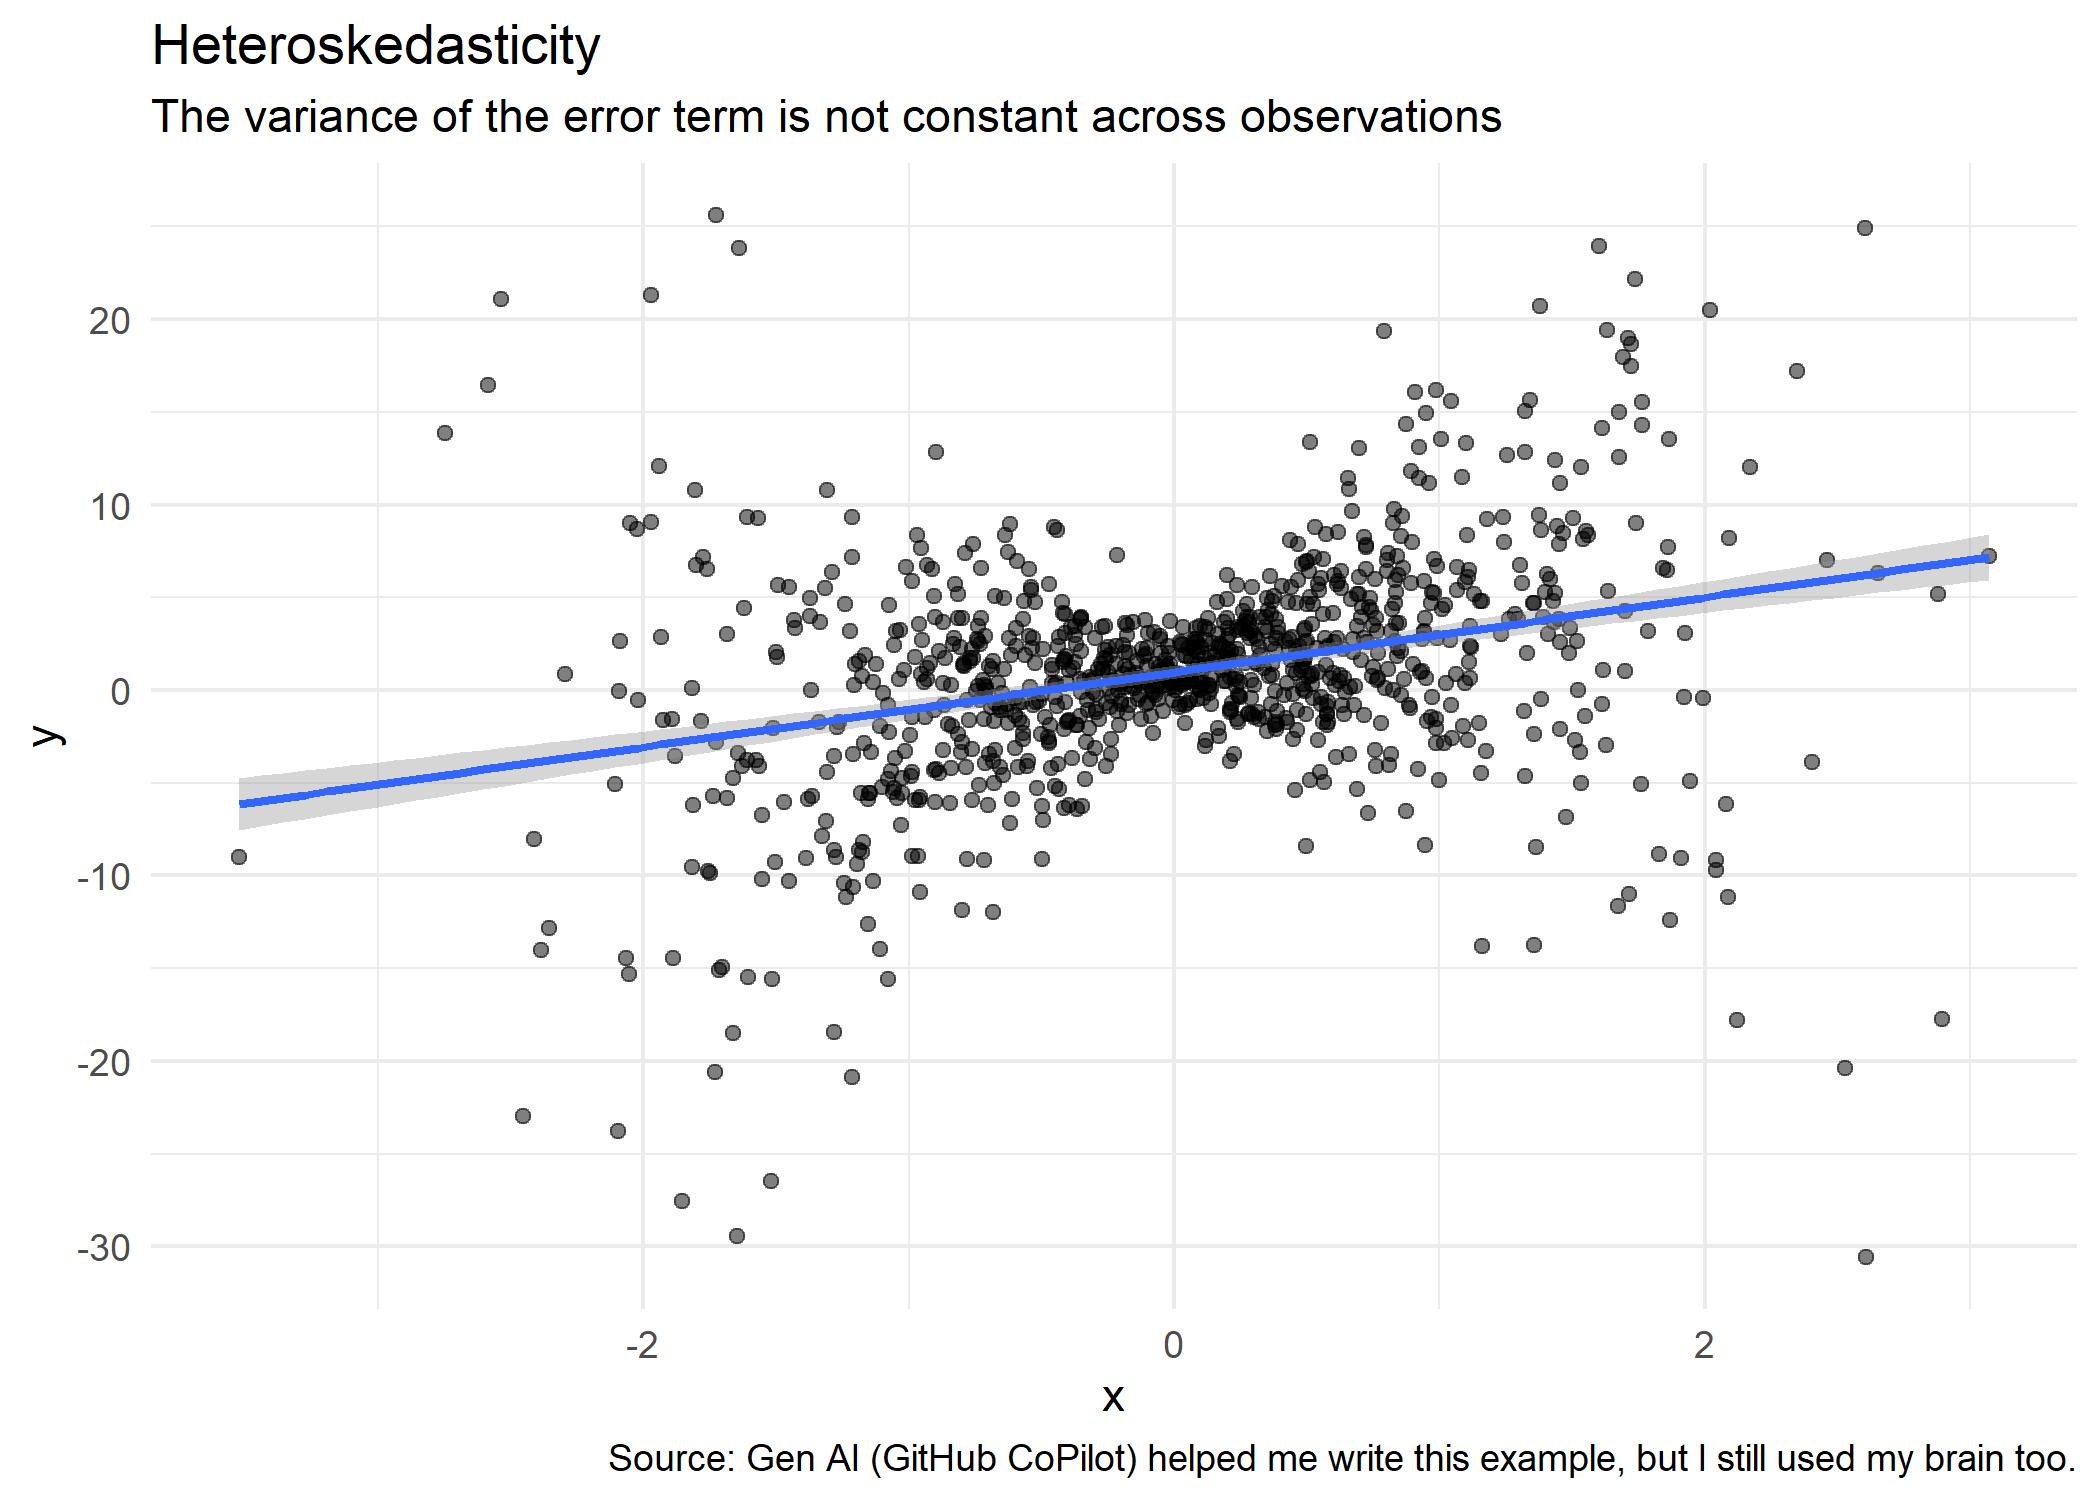 Heteroskedasticity
The variance of the error term is not constant across observations
20
10
0
-10
-20
-30
y
-2 0 2
x
Source: Gen AI (GitHub CoPilot) helped me write this example, but I still used my brain too.